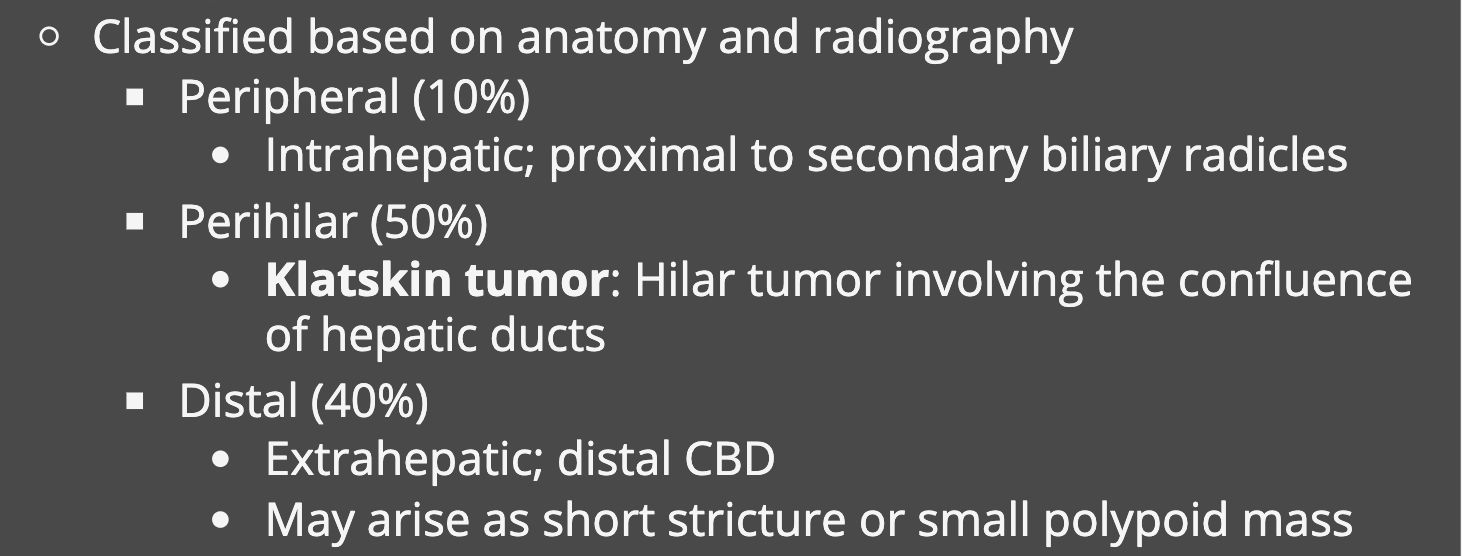 Classified based on anatomy and radiography
Peripheral (10%)
Intrahepatic; proximal to secondary biliary radicles
Perihilar (50%)
Klatskin tumor: Hilar tumor involving the confluence
of hepatic ducts
Distal (40%)
Extrahepatic; distal CBD
May arise as short stricture or small polypoid mass